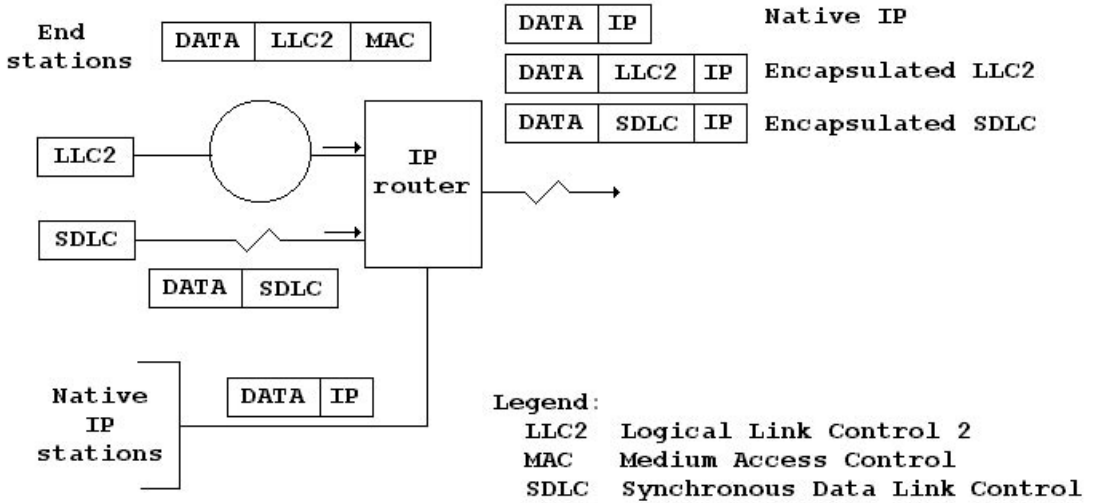 End
stations
DATA LLC2 MAC
DATA IP Native IP
DATA LLC2 IP Encapsulated LLC2
DATA SDLC IP Encapsulated SDLC
LLC2
IP
router
SDLC
DATA SDLC
Native
IP
stations
DATA IP
Legend:
LLC2 Logical Link Control 2
MAC Medium Access Control
SDLC Synchronous Data Link Control